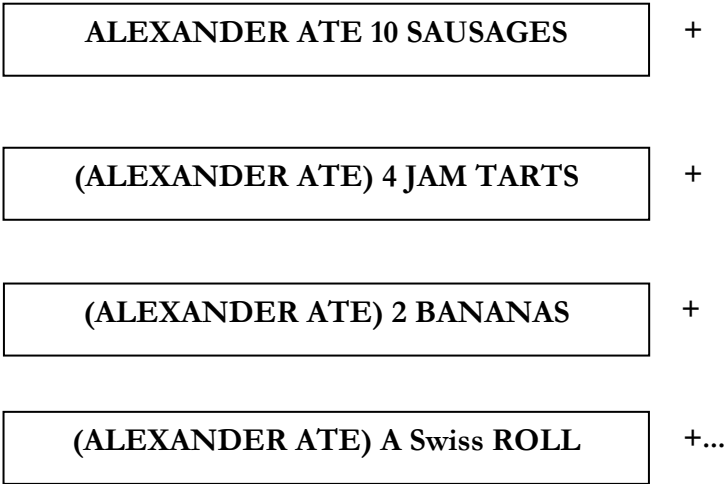 ALEXANDER ATE 10 SAUSAGES +
(ALEXANDER ATE) 4 JAM TARTS +
(ALEXANDER ATE) 2 BANANAS +
(ALEXANDER ATE) A Swiss ROLL +...